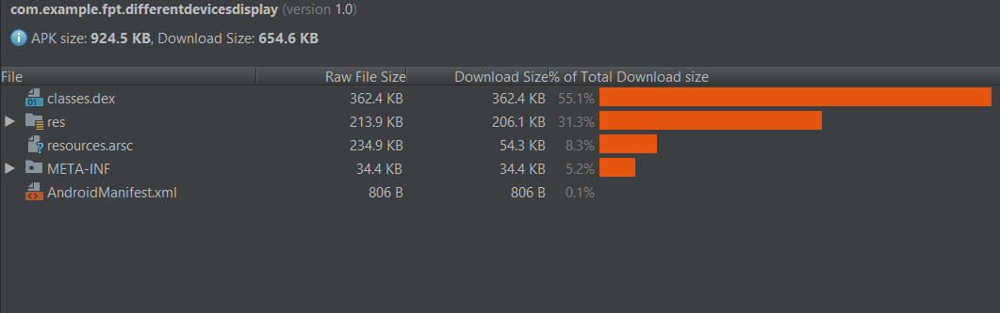 com.example.fpt.differentdevicesdisplay (version 1.0)
APK size: 924.5 KB, Download Size: 654.6 KB
File Raw File Size Download Size % of Total Download size
classes.dex 362.4 KB 362.4 KB 55.1%
res 213.9 KB 206.1 KB 31.3%
resources.arsc 234.9 KB 54.3 KB 8.3%
META-INF 34.4 KB 34.4 KB 5.2%
AndroidManifest.xml 806 B 806 B 0.1%